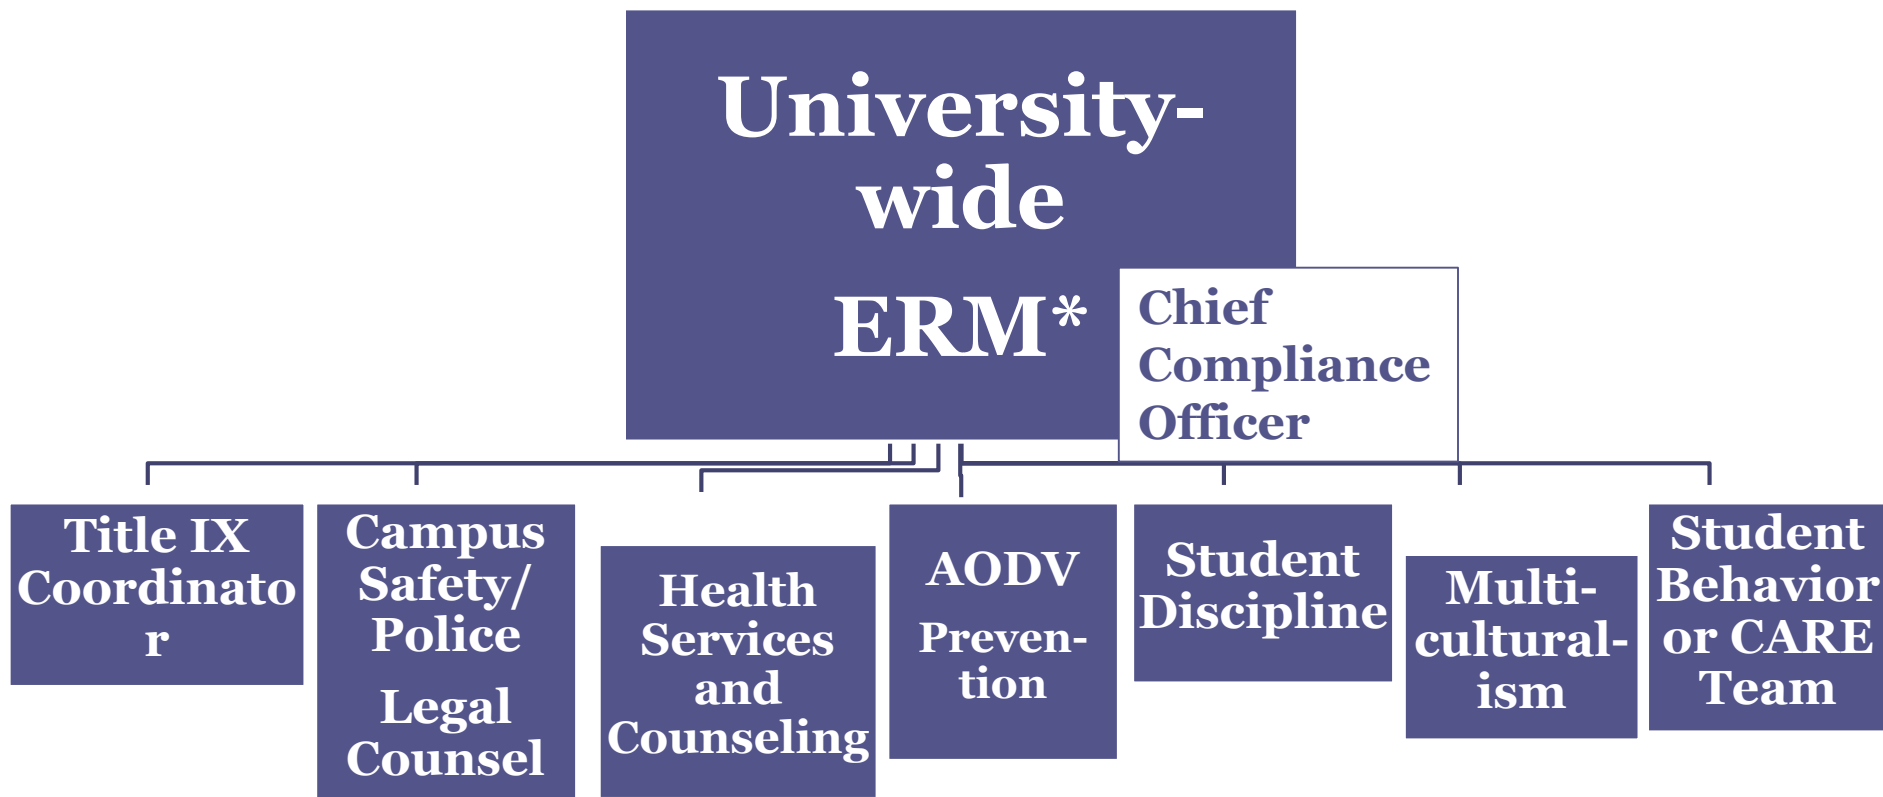 University-
wide
ERM*
Chief
Compliance
Officer
Title IX
Coordinato
r
Campus
Safety/
Police
Legal
Counsel
Health
Services
and
Counseling
AODV
Preven-
tion
Student
Discipline
Multi-
cultural-
ism
Student
Behavior
or CARE
Team